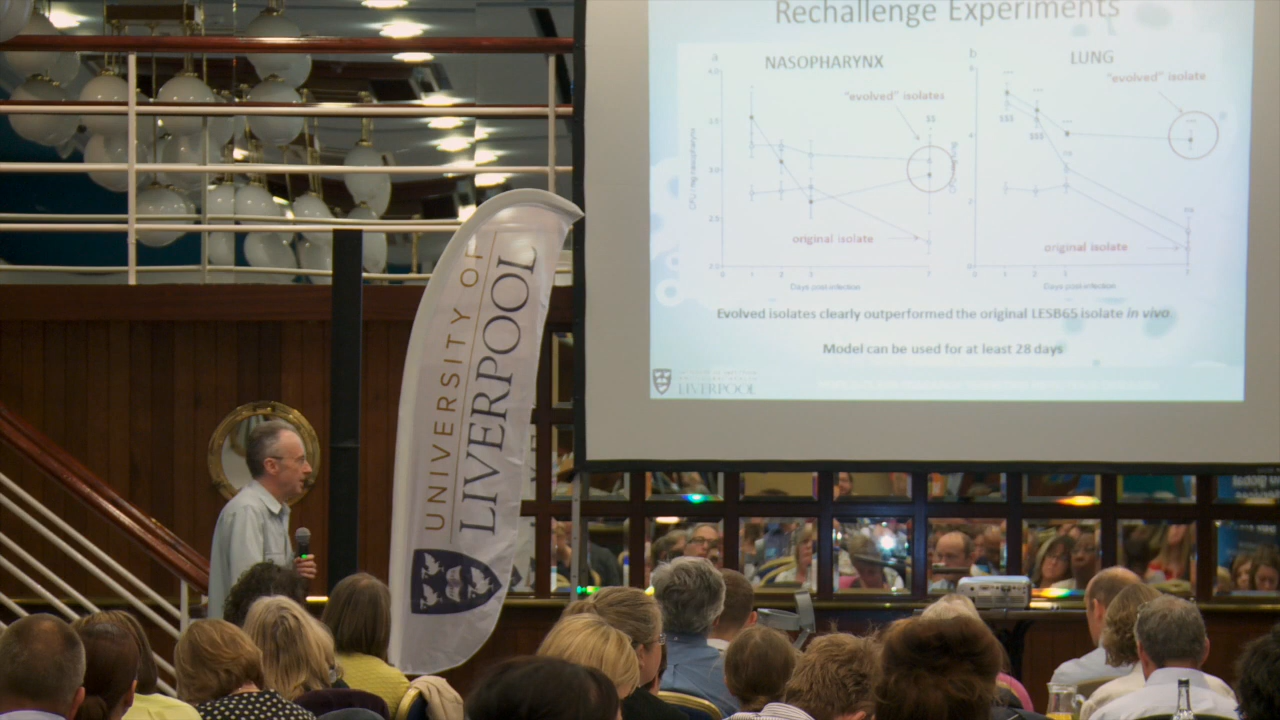 Rechallenge Experiments
a
NASOPHARYNX
"evolved" isolates
$$
original isolate
Days post-infection
b
LUNG
"evolved" isolate
$$$
$$$
ns
ns
original isolate
Days post-infection
Evolved isolates clearly outperformed the original LESB65 isolate in vivo
Model can be used for at least 28 days
LIVERPOOL
UNIVERSITY OF
LIVERPOOL